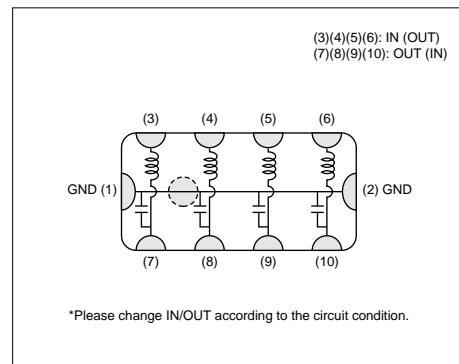 (3)(4)(5)(6): IN (OUT)
(7)(8)(9)(10): OUT (IN)
(3) (4) (5) (6)
GND (1) (2) GND
(7) (8) (9) (10)
*Please change IN/OUT according to the circuit condition.